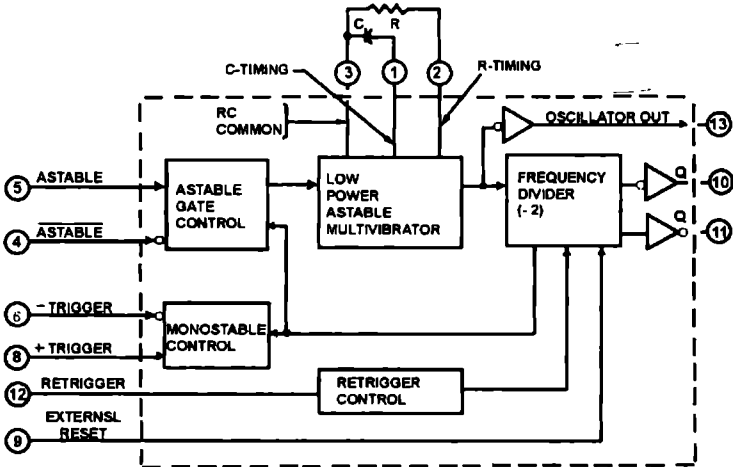 C
R
3
1
2
C-TIMING
R-TIMING
RC
COMMON
OSCILLATOR OUT
13
5
ASTABLE
ASTABLE
GATE
CONTROL
LOW
POWER
ASTABLE
MULTIVIBRATOR
FREQUENCY
DIVIDER
(- 2)
Q
10
4
ASTABLE
Q
11
6
– TRIGGER
MONOSTABLE
CONTROL
8
+ TRIGGER
12
RETRIGGER
RETRIGGER
CONTROL
EXTERNSL
RESET
9